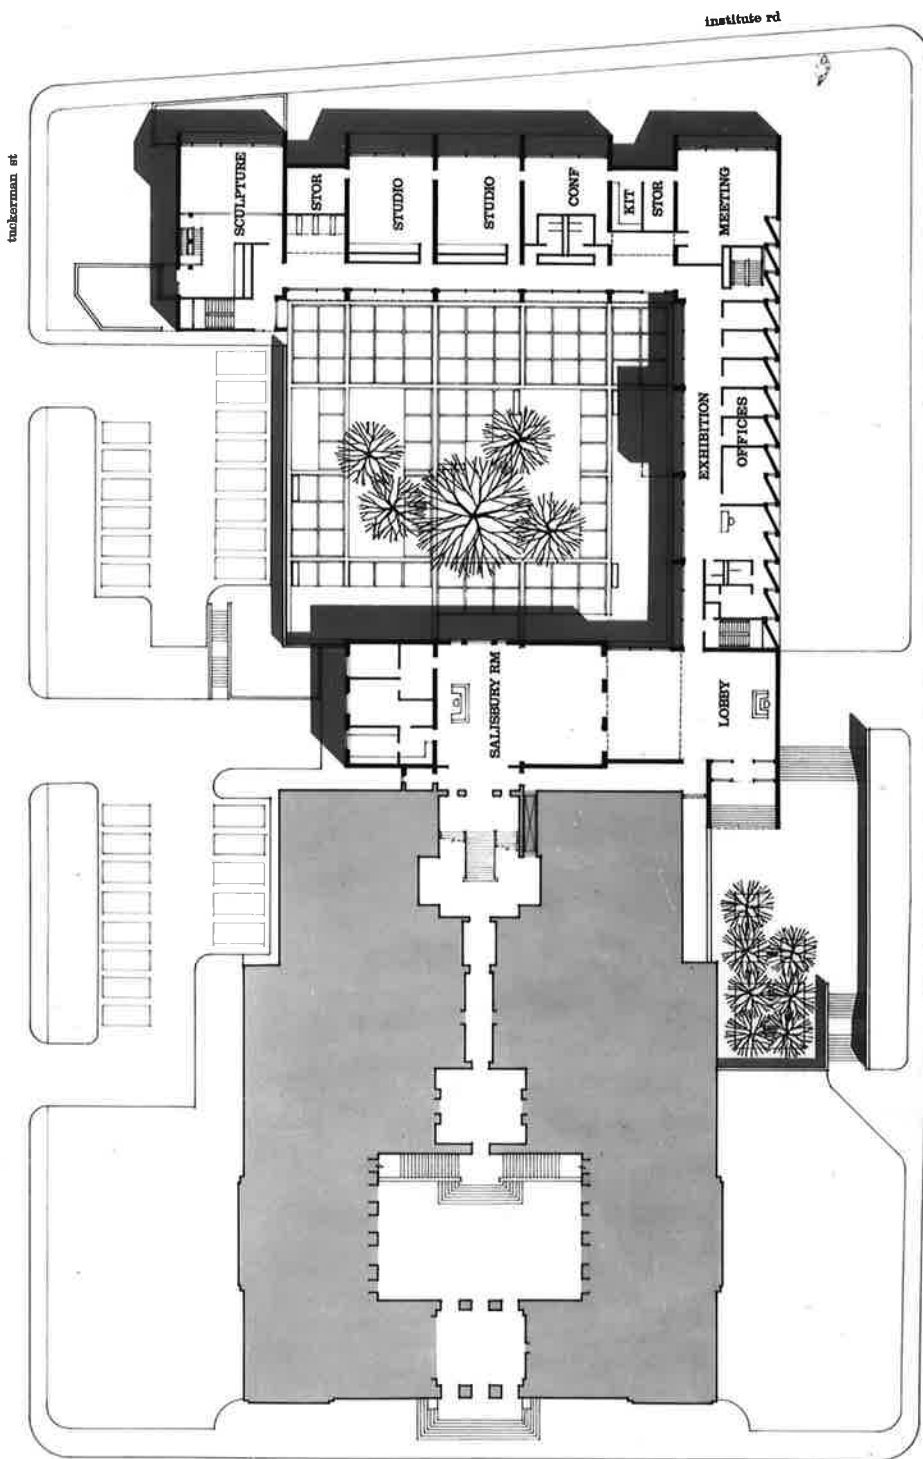 institute rd
tuckerman st
SCULPTURE
STOR
STUDIO
STUDIO
CONF
KIT
STOR
MEETING
EXHIBITION
OFFICES
SALISBURY RM
LOBBY